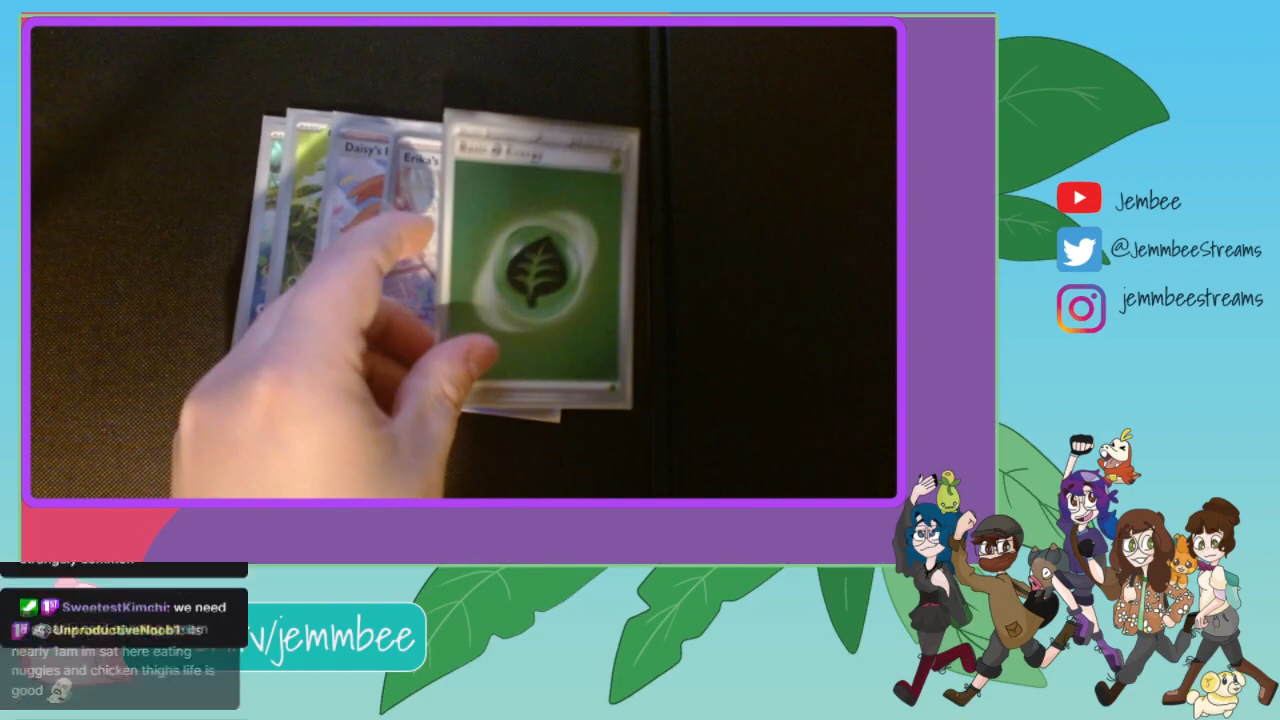 Daisy's
Erika's
Basic Energy
Jembee
@JemmbeeStreams
jemmbeestreams
SweetestKimchi: we need
UnproductiveNoob1: its
nearly 1am im sat here eating
nuggies and chicken thighs life is
good
v/jemmbee